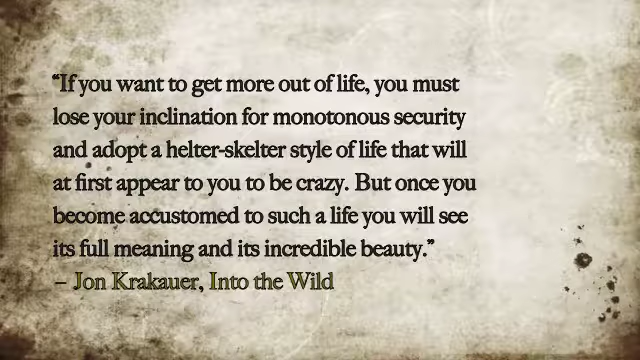 “If you want to get more out of life, you must
lose your inclination for monotonous security
and adopt a helter-skelter style of life that will
at first appear to you to be crazy. But once you
become accustomed to such a life you will see
its full meaning and its incredible beauty.”
– Jon Krakauer, Into the Wild